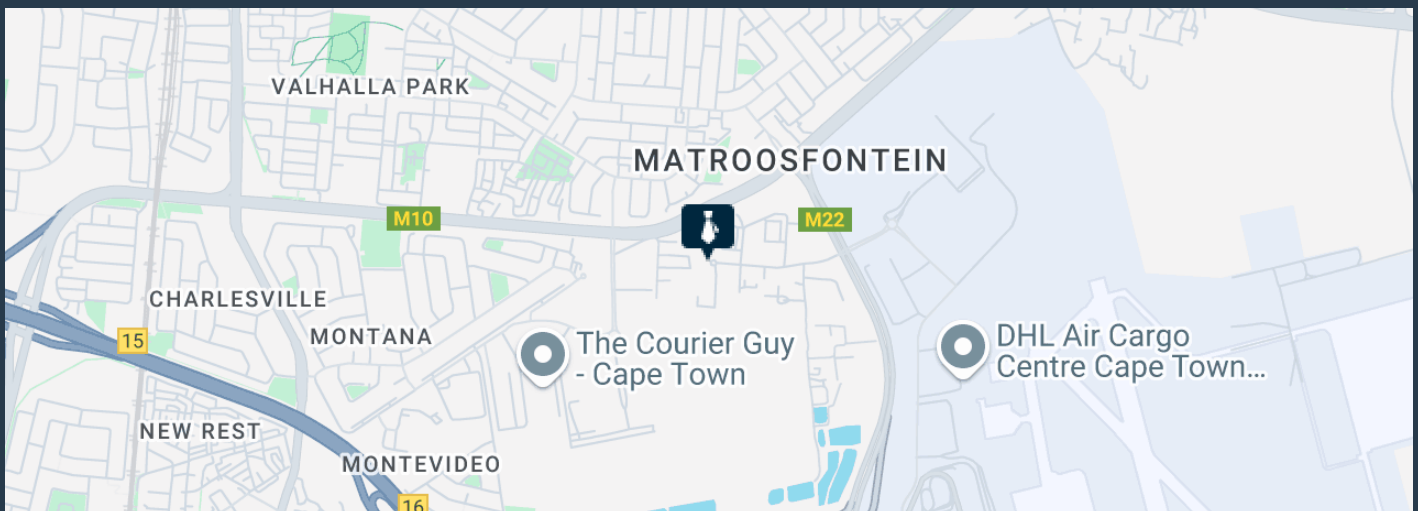 VALHALLA PARK
MATROOSFONTEIN
M10
M22
CHARLESVILLE
MONTANA
15
The Courier Guy
- Cape Town
DHL Air Cargo
Centre Cape Town...
NEW REST
MONTEVIDEO
16